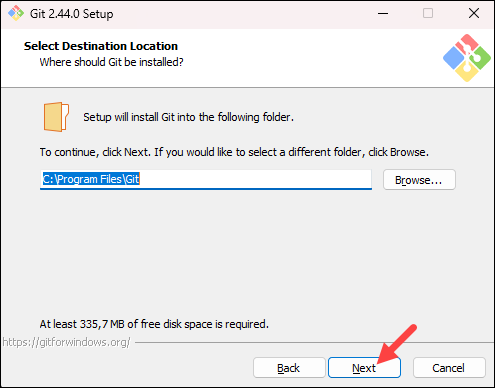 Git 2.44.0 Setup
Select Destination Location
Where should Git be installed?
Setup will install Git into the following folder.
To continue, click Next. If you would like to select a different folder, click Browse.
C:\Program Files\Git
Browse...
At least 335,7 MB of free disk space is required.
https://gitforwindows.org/
Back
Next
Cancel